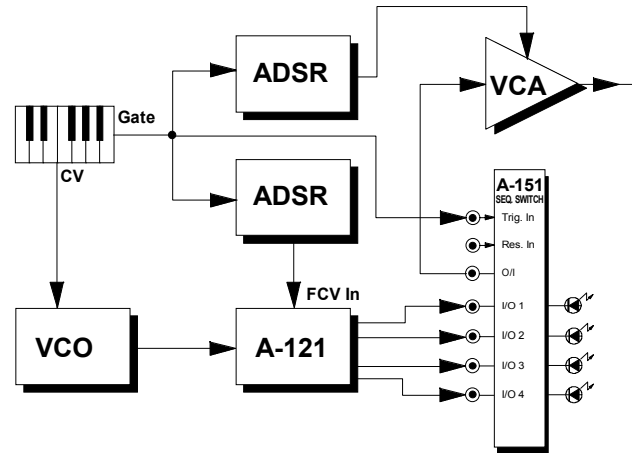 ADSR
VCA
Gate
CV
ADSR
A-151
SEQ. SWITCH
Trig. In
Res. In
O/I
FCV In
I/O 1
VCO
A-121
I/O 2
I/O 3
I/O 4